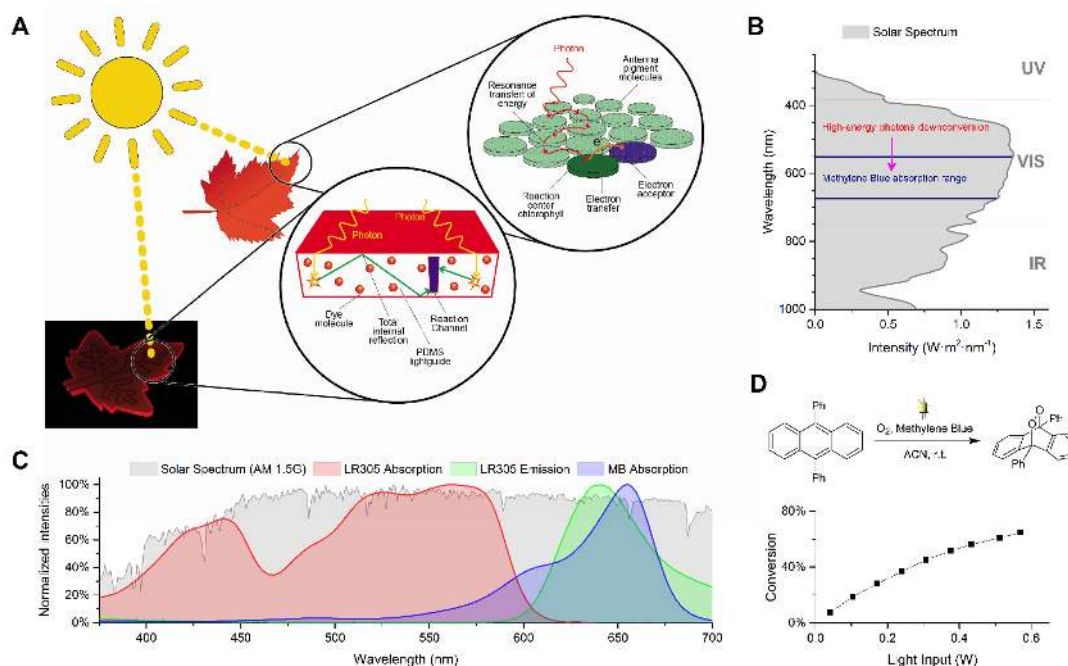 A
Photon
Antenna
pigment
molecules
Resonance
transfert of
energy
e
Reaction
center
chlorophyll
Electron
transfer
Electron
acceptor
Photon
Photon
Dye
molecule
Total
internal
reflection
PDMS
lightguide
Reaction
Channel
B
Solar Spectrum
UV
VIS
IR
High-energy photons downconversion
Methylene Blue absorption range
Wavelength (nm)
400
600
800
1000
0.0
0.5
1.0
1.5
Intensity (W·m²·nm⁻¹)
C
Solar Spectrum (AM 1.5G)
LR305 Absorption
LR305 Emission
MB Absorption
Normalized intensities
100%
80%
60%
40%
20%
0%
400
450
500
550
600
650
700
Wavelength (nm)
D
Ph
Ph
O₂, Methylene Blue
ACN, r.t.
O
O
Ph
Ph
Conversion
80%
40%
0%
0.0
0.2
0.4
0.6
Light Input (W)